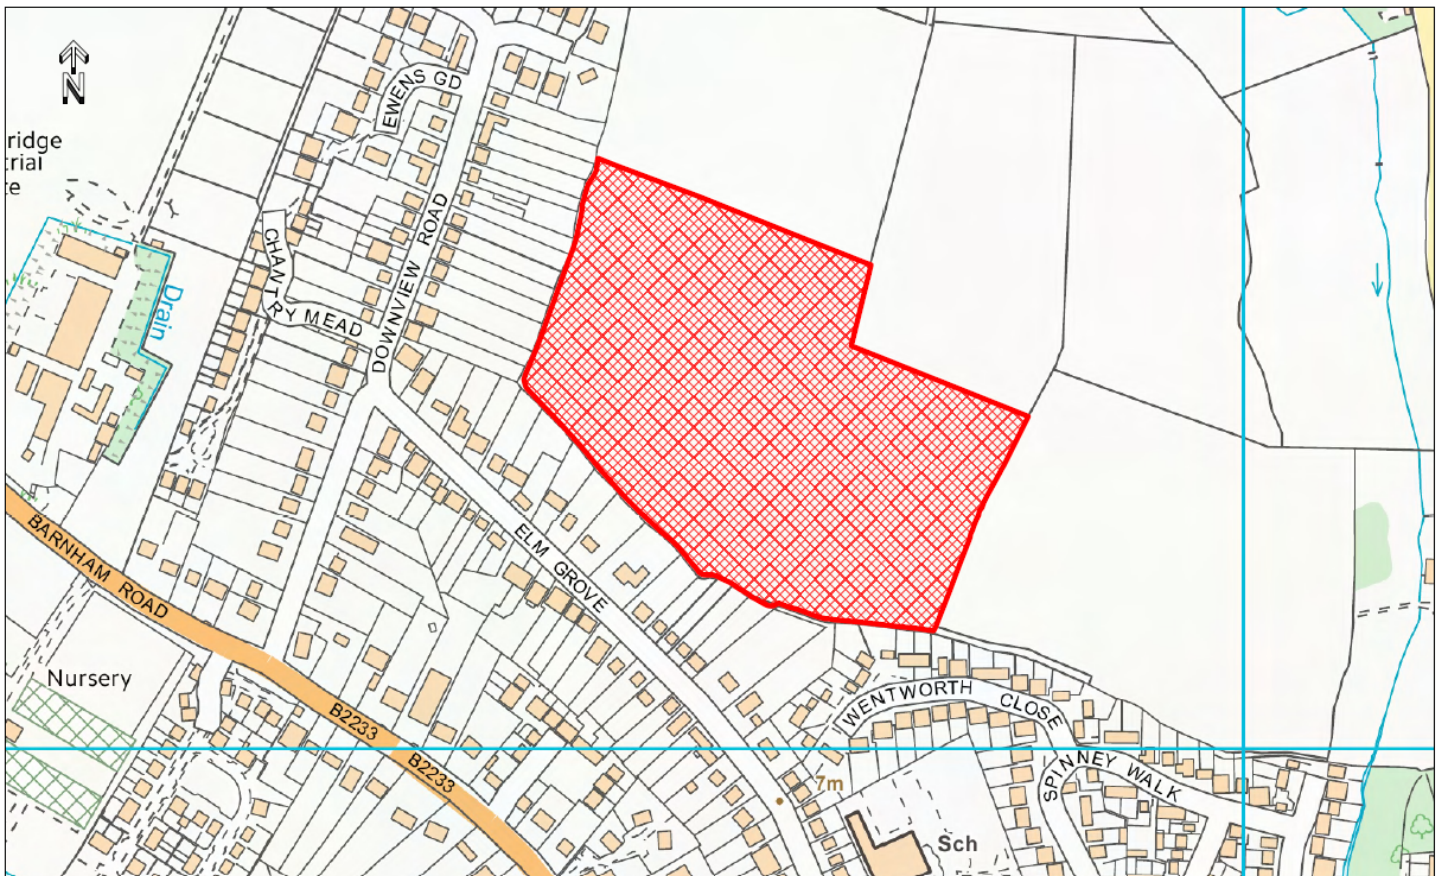 N
EWENS GD
ridge
trial
te
DOWNVIEW ROAD
CHANTRY MEAD
Drain
BARNHAM ROAD
ELM GROVE
Nursery
B2233
B2233
WENTWORTH CLOSE
SPINNEY WALK
7m
Sch